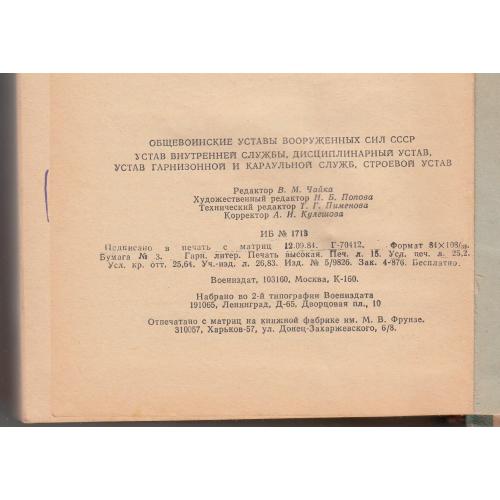 ОБЩЕВОИНСКИЕ УСТАВЫ ВООРУЖЕННЫХ СИЛ СССР
УСТАВ ВНУТРЕННЕЙ СЛУЖБЫ, ДИСЦИПЛИНАРНЫЙ УСТАВ,
УСТАВ ГАРНИЗОННОЙ И КАРАУЛЬНОЙ СЛУЖБ, СТРОЕВОЙ УСТАВ
Редактор В. М. Чайка
Художественный редактор Н. Б. Попова
Технический редактор Т. Г. Пименова
Корректор А. И. Кулешова
ИБ № 1713
Подписано в печать с матриц 12.09.84. Г-70412. Формат 84×108/32.
Бумага № 3. Гарн. литер. Печать высокая. Печ. л. 15. Усл. печ. л. 25,2.
Усл. кр. отт. 25,64. Уч.-изд. л. 26,83. Изд. № 5/9826. Зак. 4-876. Бесплатно.
Воениздат, 103160, Москва, К-160.
Набрано во 2-й типографии Воениздата
191065, Ленинград, Д-65, Дворцовая пл., 10
Отпечатано с матриц на книжной фабрике им. М. В. Фрунзе.
310057, Харьков-57, ул. Донец-Захаржевского, 6/8.